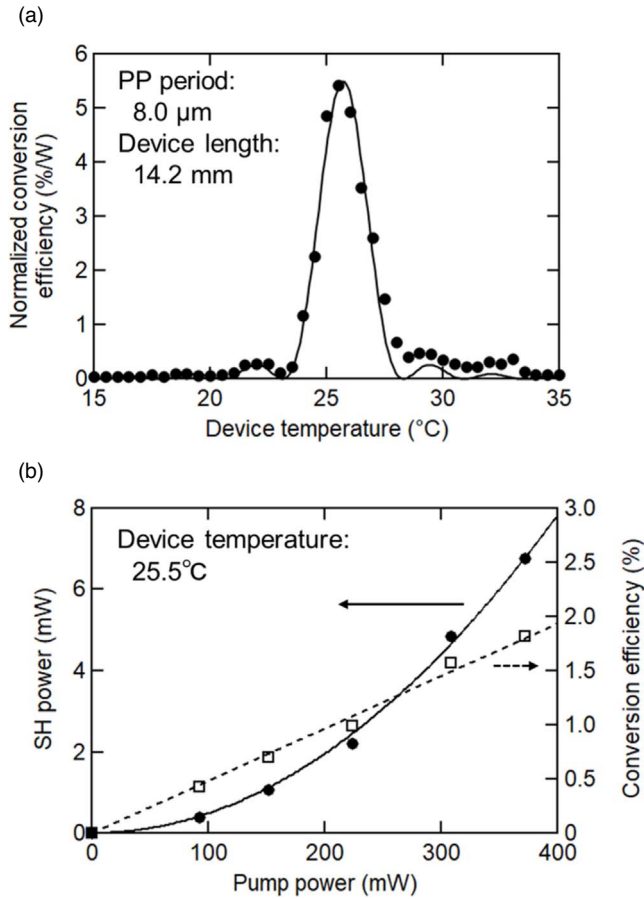 (a)
PP period:
8.0 μm
Device length:
14.2 mm
Normalized conversion
efficiency (%/W)
6
5
4
3
2
1
0
15
20
25
30
35
Device temperature (°C)
(b)
Device temperature:
25.5℃
SH power (mW)
8
6
4
2
0
3.0
2.5
2.0
1.5
1.0
0.5
0
Conversion efficiency (%)
0
100
200
300
400
Pump power (mW)